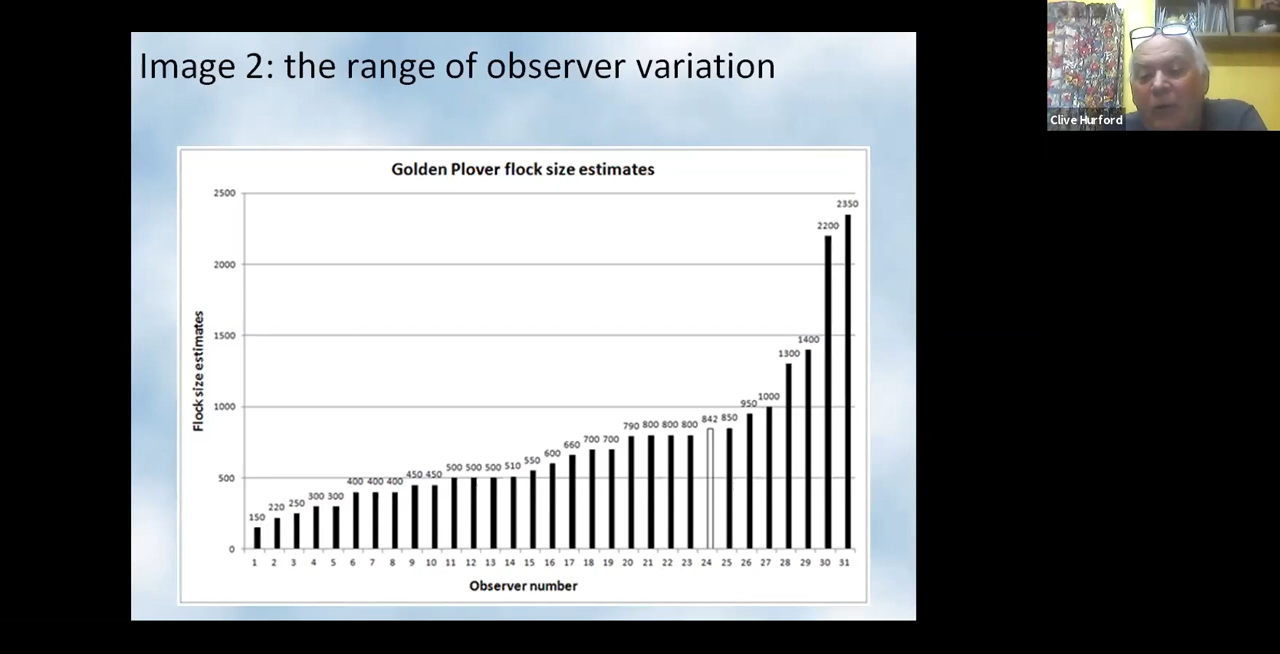 Image 2: the range of observer variation
Clive Hurford
Golden Plover flock size estimates
Flock size estimates
2500
2000
1500
1000
500
0
150 220 250 300 300 400 400 400 450 450 500 500 500 510 550 600 660 700 700 790 800 800 800 842 850 950 1000 1300 1400 2200 2350
1 2 3 4 5 6 7 8 9 10 11 12 13 14 15 16 17 18 19 20 21 22 23 24 25 26 27 28 29 30 31
Observer number